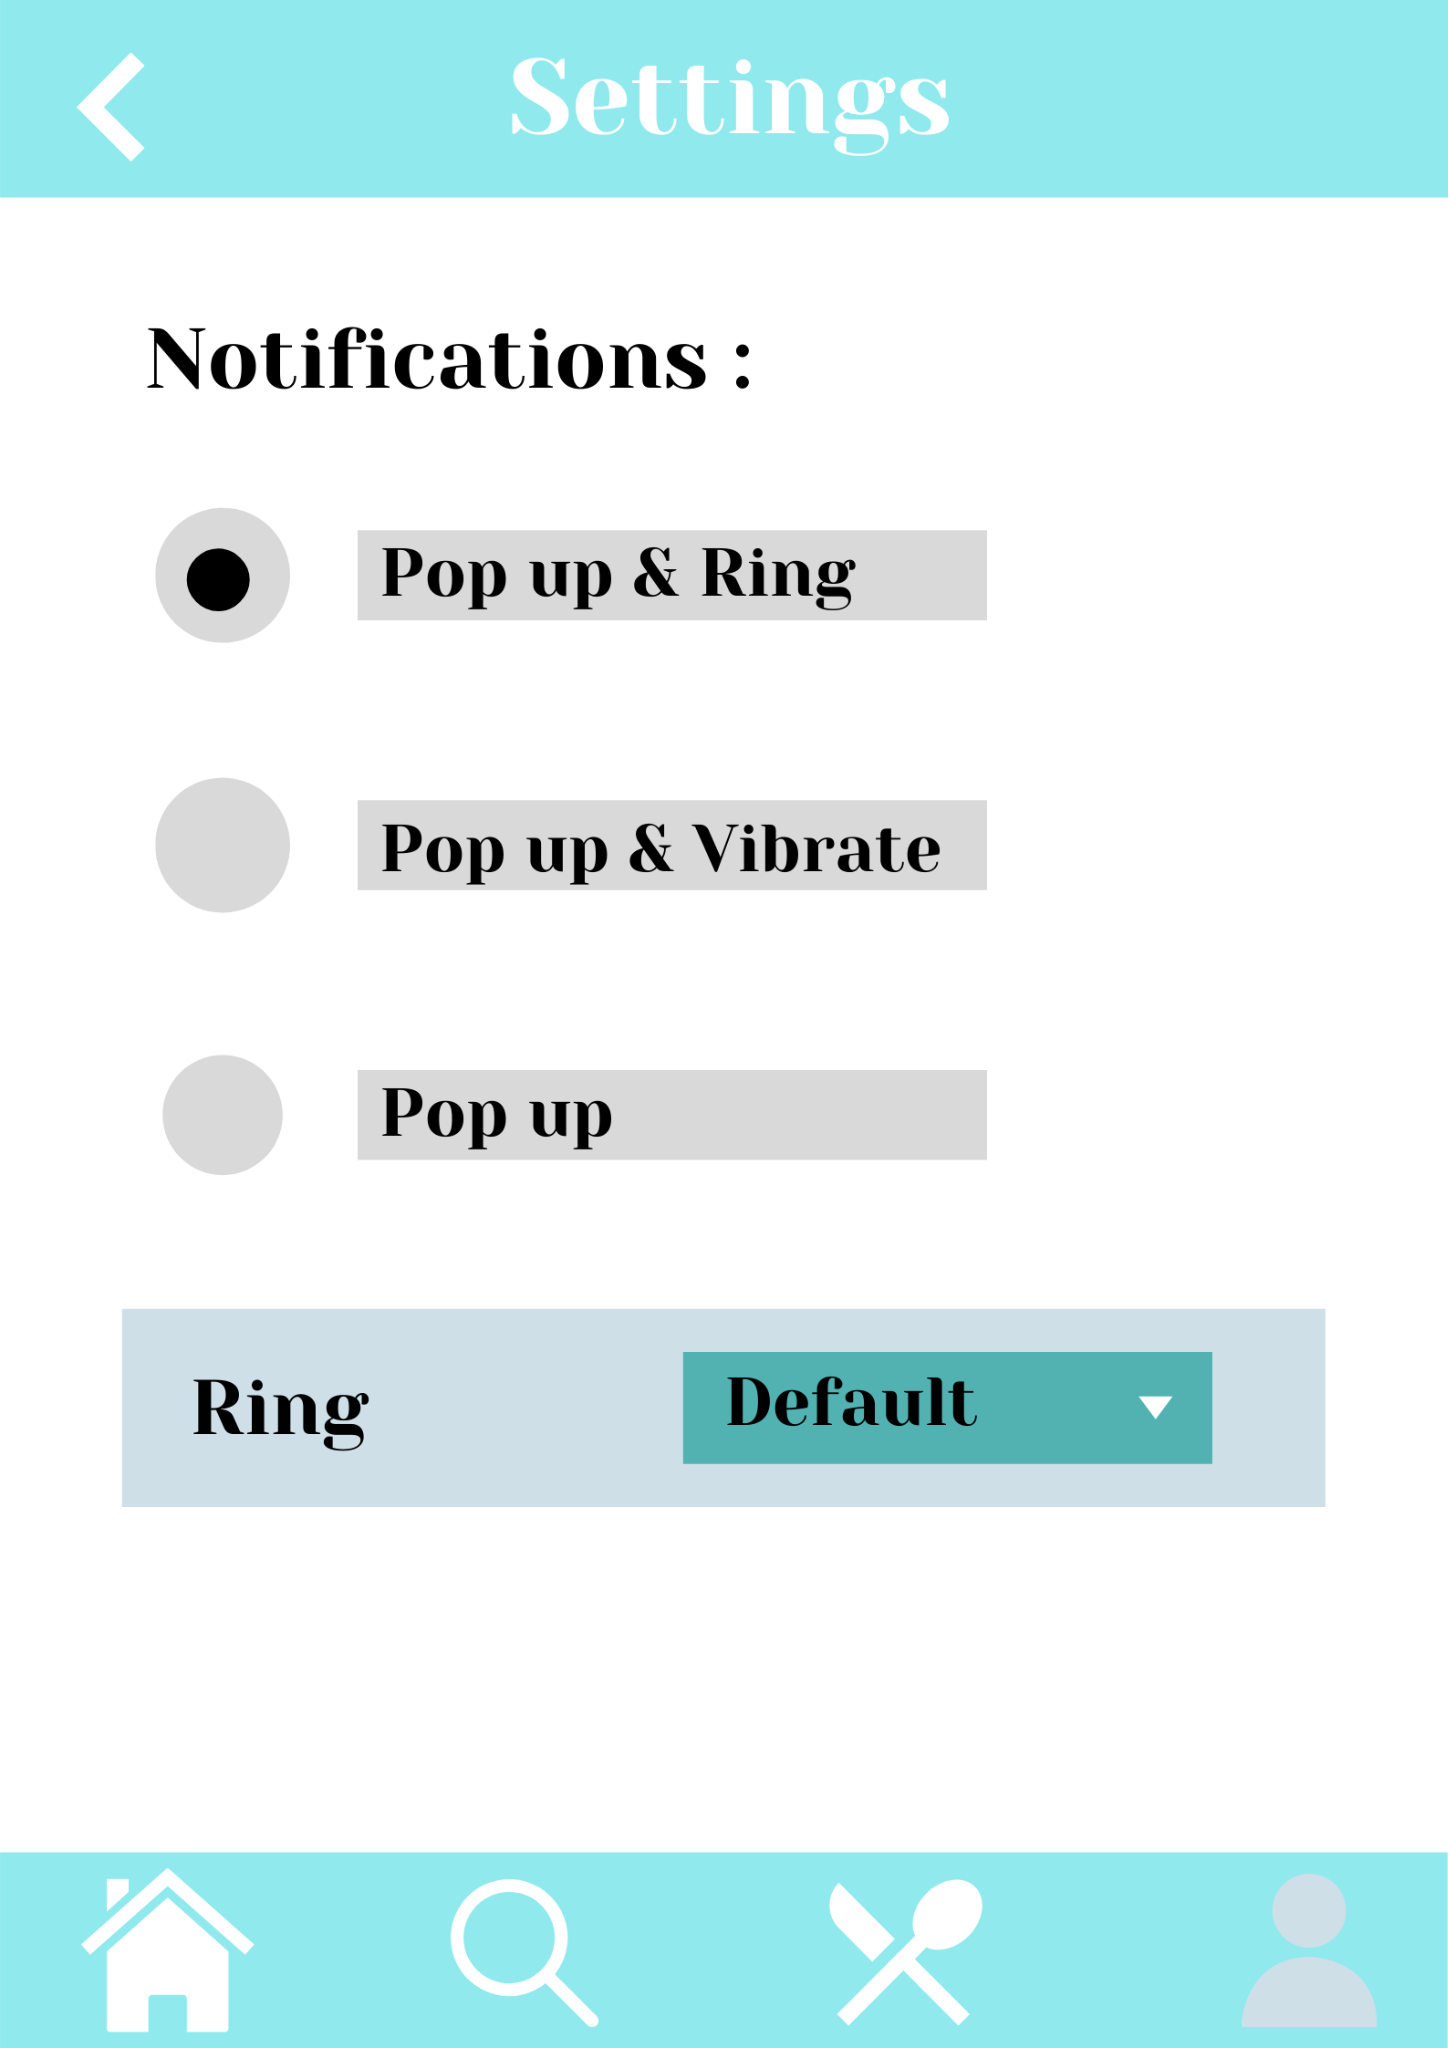 Settings
Notifications :
Pop up & Ring
Pop up & Vibrate
Pop up
Ring Default